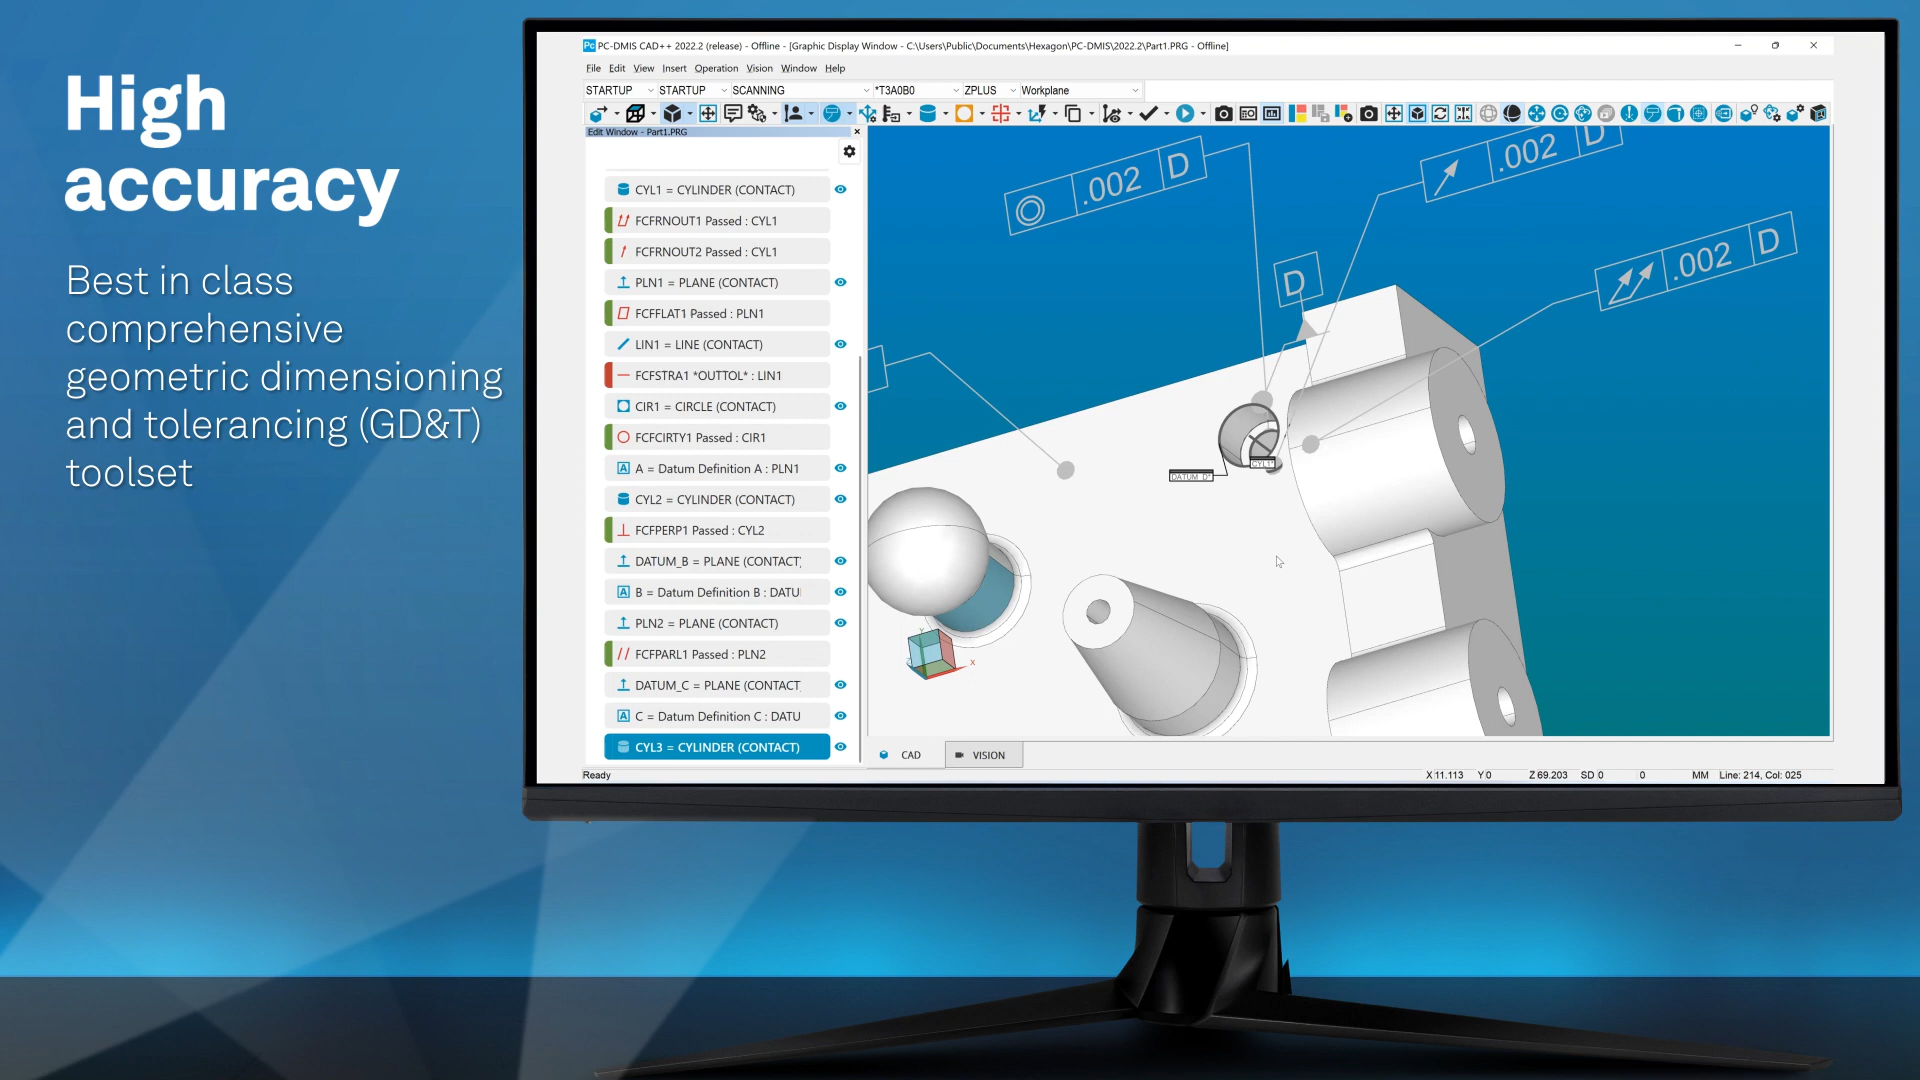 High
accuracy
Best in class
comprehensive
geometric dimensioning
and tolerancing (GD&T)
toolset
Pc PC-DMIS CAD++ 2022.2 (release) - Offline - [Graphic Display Window - C:\Users\Public\Documents\Hexagon\PC-DMIS\2022.2\Part1.PRG - Offline]
File Edit View Insert Operation Vision Window Help
STARTUP STARTUP SCANNING *T3A0B0 ZPLUS Workplane
Edit Window - Part1.PRG
CYL1 = CYLINDER (CONTACT)
FCFRNOUT1 Passed : CYL1
FCFRNOUT2 Passed : CYL1
PLN1 = PLANE (CONTACT)
FCFFLAT1 Passed : PLN1
LIN1 = LINE (CONTACT)
FCFSTRA1 *OUTTOL* : LIN1
CIR1 = CIRCLE (CONTACT)
FCFCIRTY1 Passed : CIR1
A A = Datum Definition A : PLN1
CYL2 = CYLINDER (CONTACT)
FCFPERP1 Passed : CYL2
DATUM_B = PLANE (CONTACT)
A B = Datum Definition B : DATU
PLN2 = PLANE (CONTACT)
FCFPARL1 Passed : PLN2
DATUM_C = PLANE (CONTACT
A C = Datum Definition C : DATU
CYL3 = CYLINDER (CONTACT)
.002 D
.002 D
.002 D
D
DATUM_D*
CYL1*
Y
X
CAD VISION
Ready X 11.113 Y 0 Z 69.203 SD 0 0 MM Line: 214, Col: 025